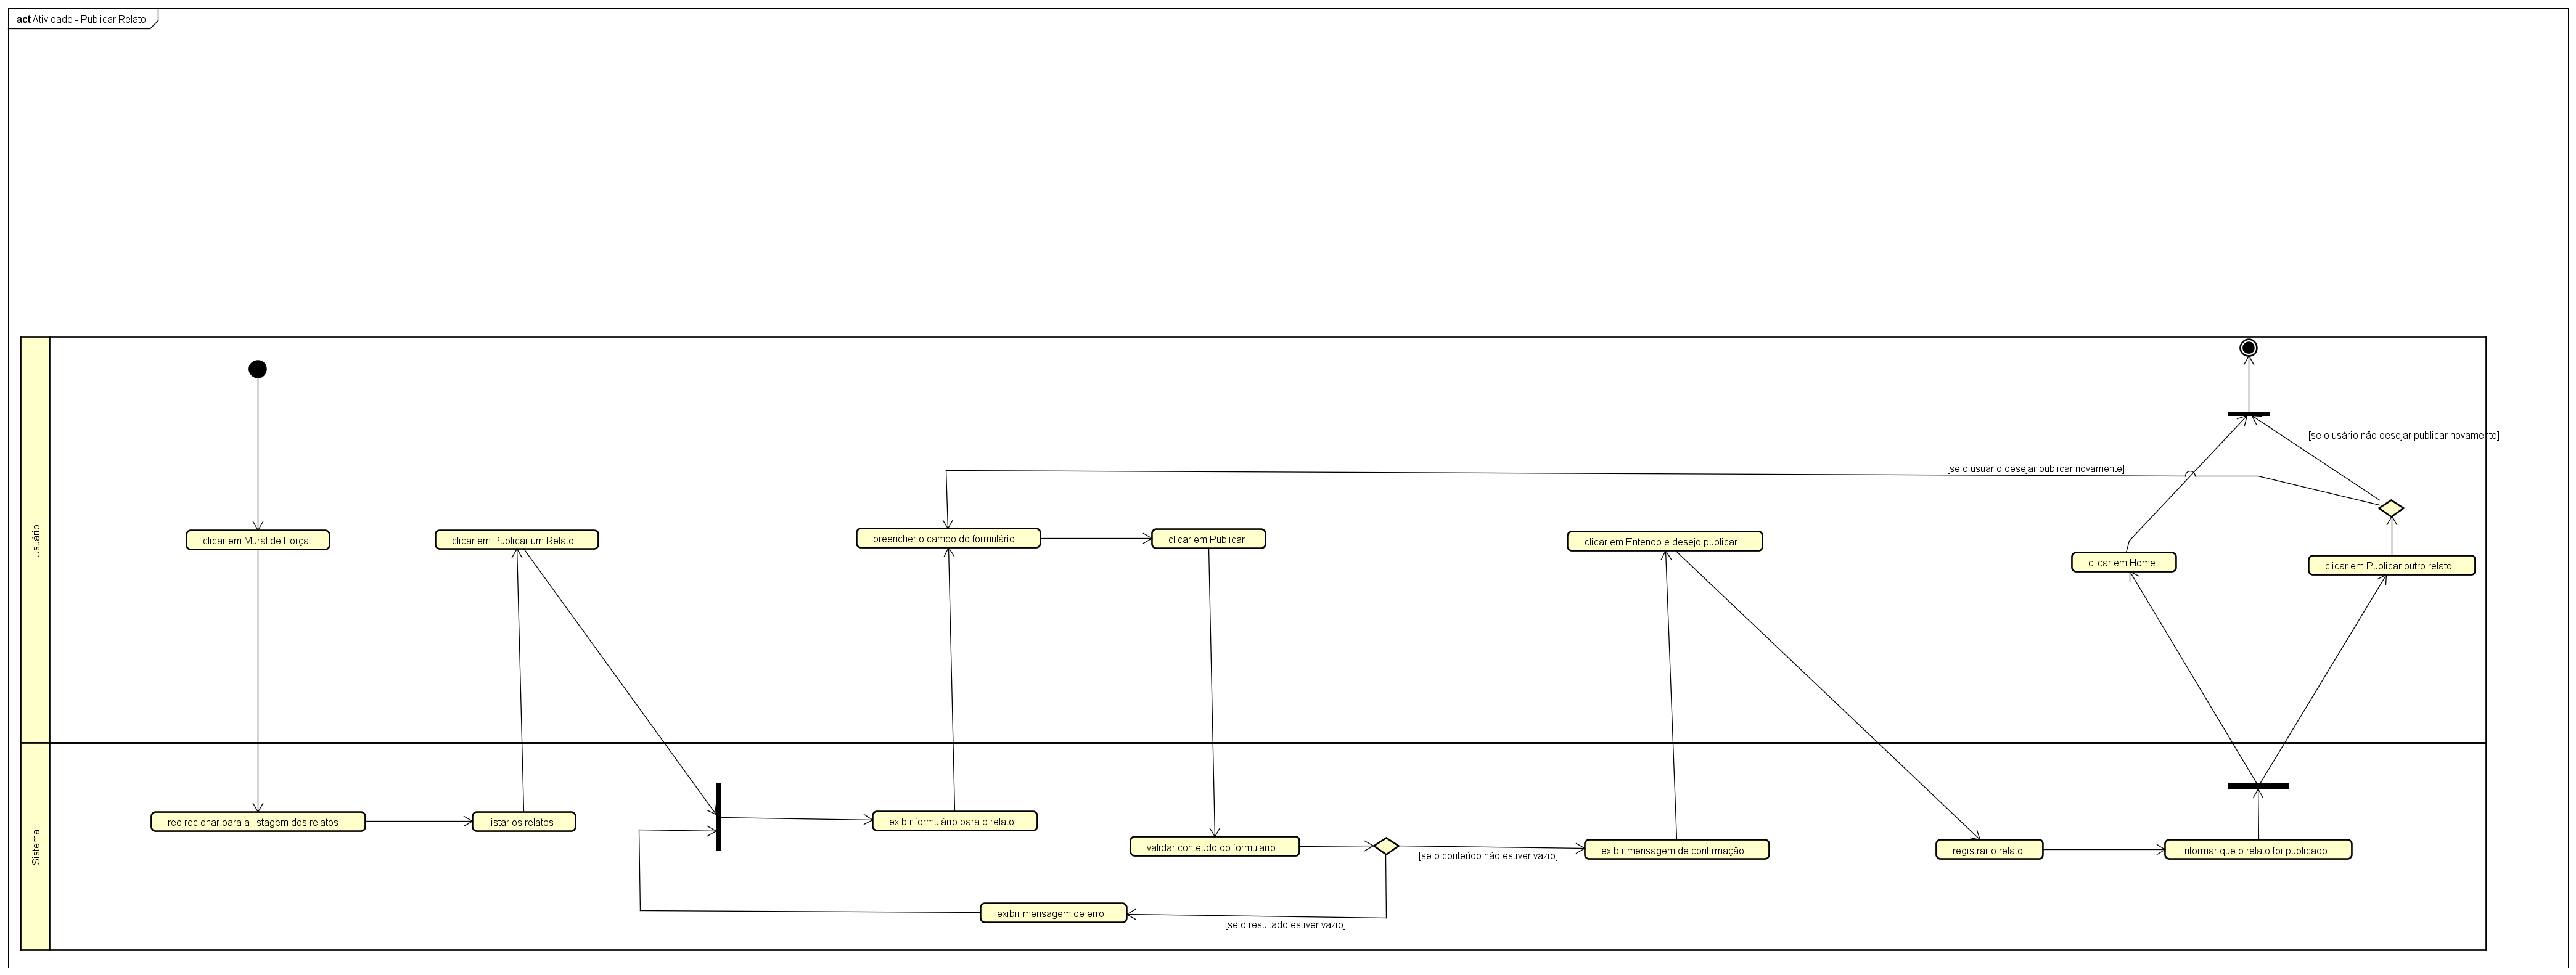 act Atividade - Publicar Relato
Usuário
[se o usário não desejar publicar novamente]
[se o usuário desejar publicar novamente]
clicar em Mural de Força
clicar em Publicar um Relato
preencher o campo do formulário
clicar em Publicar
clicar em Entendo e desejo publicar
clicar em Home
clicar em Publicar outro relato
Sistema
redirecionar para a listagem dos relatos
listar os relatos
exibir formulário para o relato
validar conteudo do formulario
[se o conteúdo não estiver vazio]
exibir mensagem de confirmação
registrar o relato
informar que o relato foi publicado
exibir mensagem de erro
[se o resultado estiver vazio]